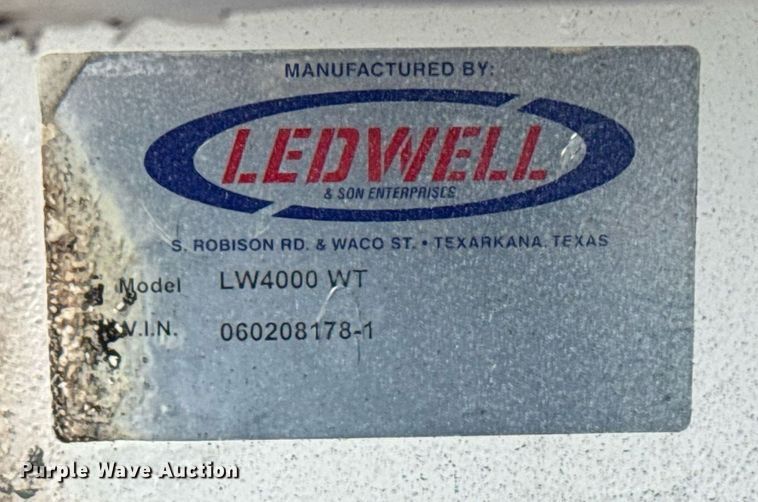 MANUFACTURED BY:
LEDWELL
& SON ENTERPRISES
S. ROBISON RD. & WACO ST. • TEXARKANA, TEXAS
Model LW4000 WT
V.I.N. 060208178-1
Purple Wave Auction